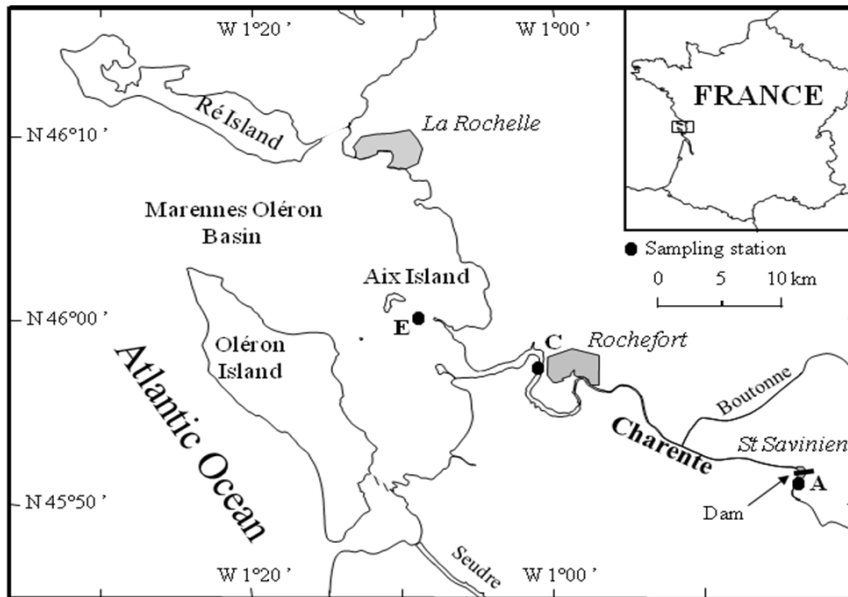 W 1°20 ’
W 1°00 ’
FRANCE
Ré Island
La Rochelle
N 46°10’
Marennes Oléron
Basin
Sampling station
0 5 10 km
Aix Island
N 46°00 ’
E
C
Rochefort
Oléron
Island
Atlantic Ocean
Boutonne
Charente
St Savinien
A
Dam
N 45°50 ’
Seudre
W 1°20 ’
W 1°00 ’